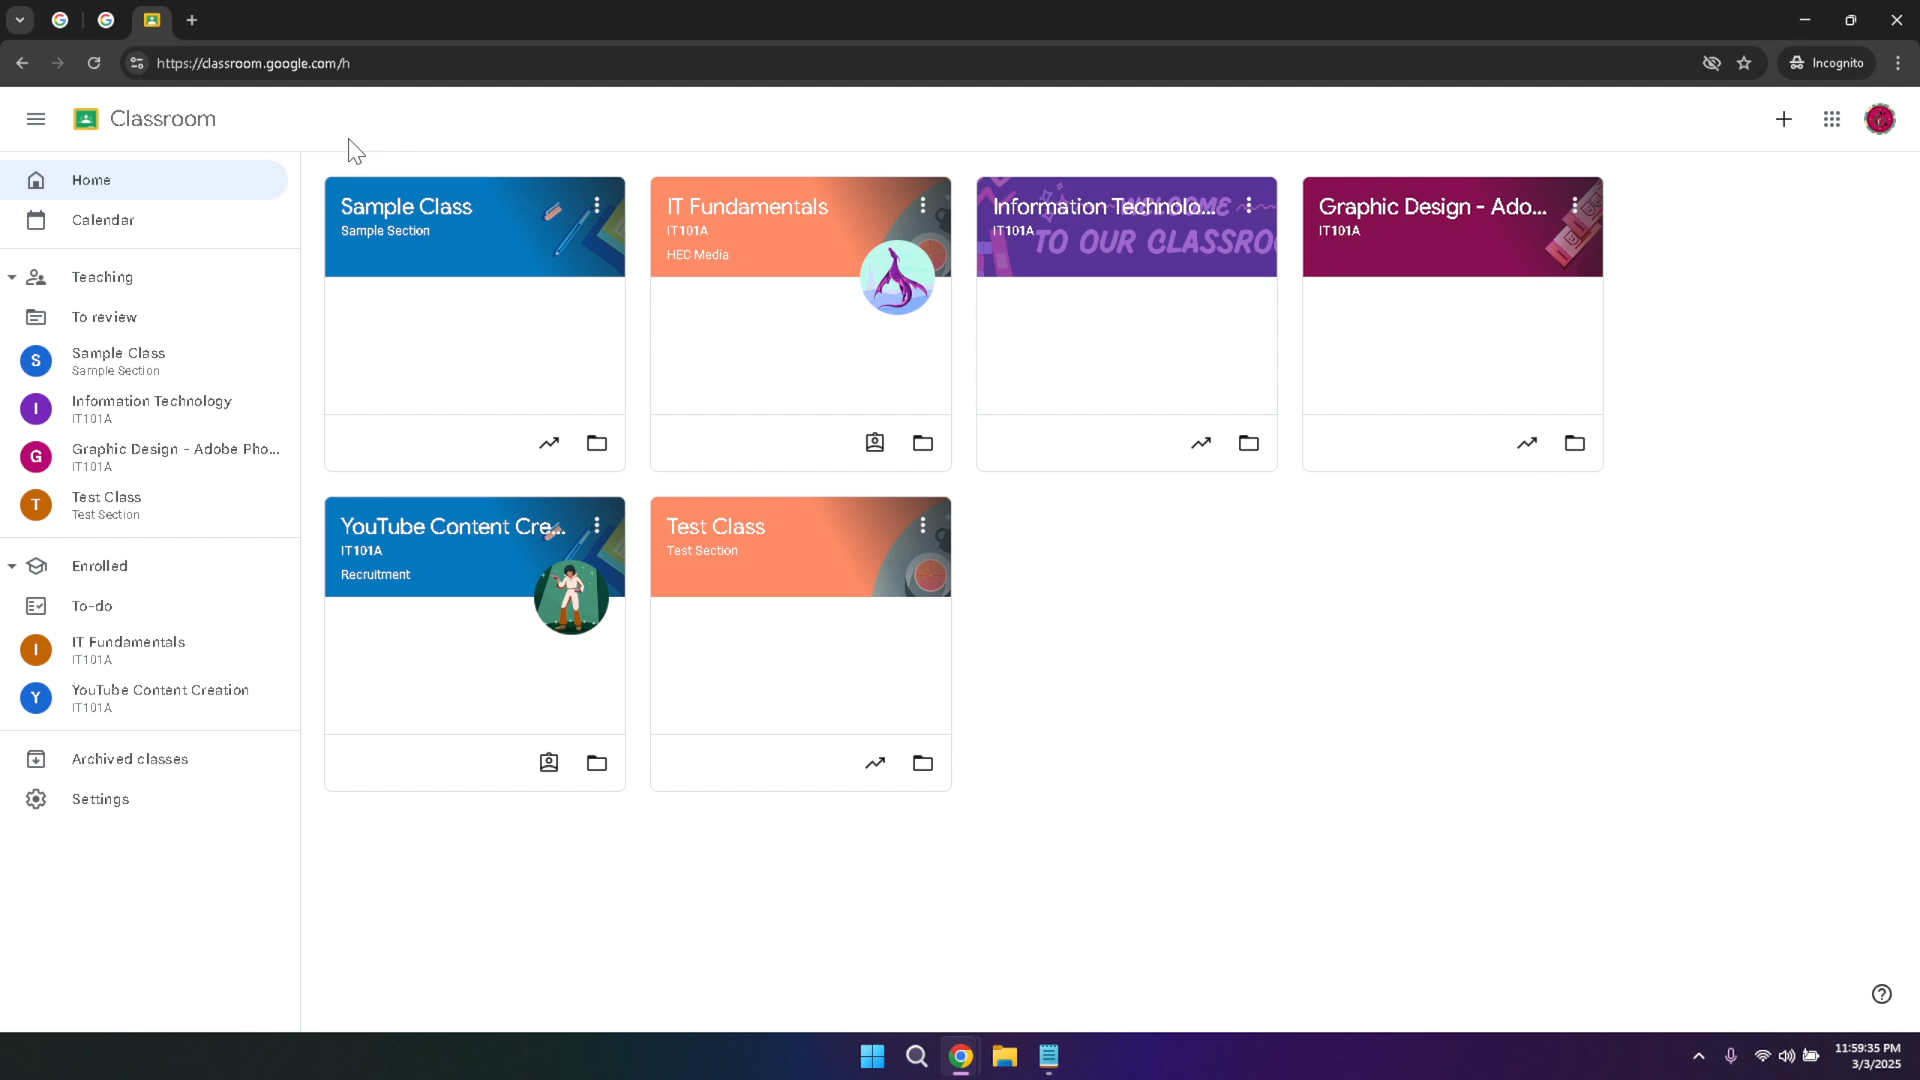 https://classroom.google.com/h
Incognito
Classroom
Home
Calendar
Teaching
To review
S
Sample Class
Sample Section
I
Information Technology
IT101A
G
Graphic Design - Adobe Pho...
IT101A
T
Test Class
Test Section
Enrolled
To-do
I
IT Fundamentals
IT101A
Y
YouTube Content Creation
IT101A
Archived classes
Settings
Sample Class
Sample Section
IT Fundamentals
IT101A
HEC Media
Information Technolo...
IT101A
WELCOME
TO OUR CLASSRO
Graphic Design - Ado...
IT101A
YouTube Content Cre...
IT101A
Recruitment
Test Class
Test Section
11:59:35 PM
3/3/2025